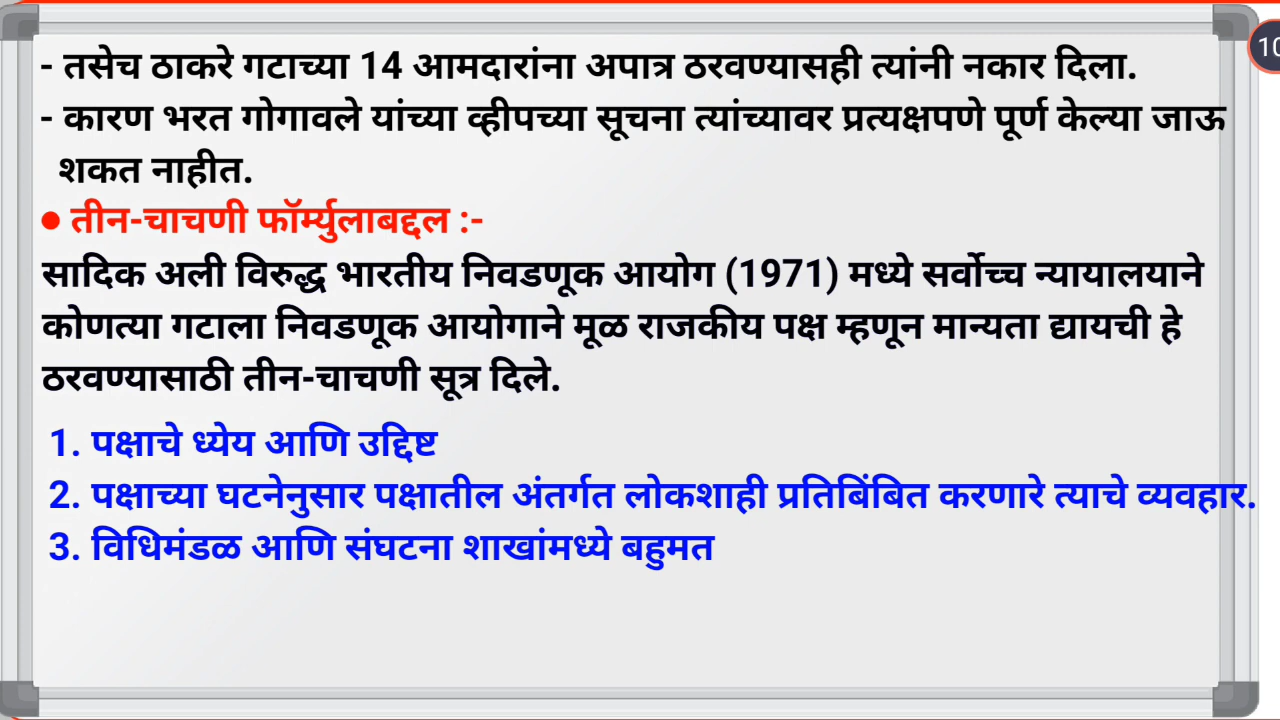 - तसेच ठाकरे गटाच्या 14 आमदारांना अपात्र ठरवण्यासही त्यांनी नकार दिला.
- कारण भरत गोगावले यांच्या व्हीपच्या सूचना त्यांच्यावर प्रत्यक्षपणे पूर्ण केल्या जाऊ
शकत नाहीत.
● तीन-चाचणी फॉर्म्युलाबद्दल :-
सादिक अली विरुद्ध भारतीय निवडणूक आयोग (1971) मध्ये सर्वोच्च न्यायालयाने
कोणत्या गटाला निवडणूक आयोगाने मूळ राजकीय पक्ष म्हणून मान्यता द्यायची हे
ठरवण्यासाठी तीन-चाचणी सूत्र दिले.
1. पक्षाचे ध्येय आणि उद्दिष्ट
2. पक्षाच्या घटनेनुसार पक्षातील अंतर्गत लोकशाही प्रतिबिंबित करणारे त्याचे व्यवहार.
3. विधिमंडळ आणि संघटना शाखांमध्ये बहुमत